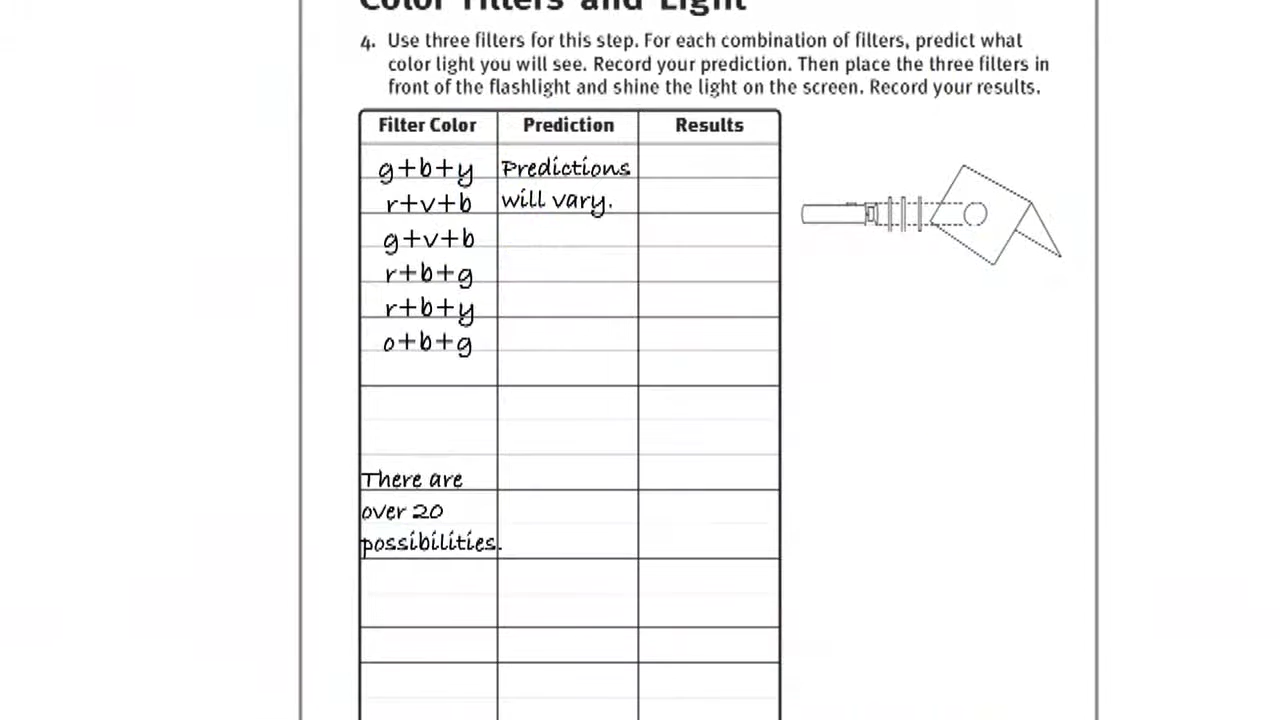 Color Filters and Light
4. Use three filters for this step. For each combination of filters, predict what
color light you will see. Record your prediction. Then place the three filters in
front of the flashlight and shine the light on the screen. Record your results.
Filter Color Prediction Results
g+b+y Predictions
r+v+b will vary.
g+v+b
r+b+g
r+b+y
o+b+g
There are
over 20
possibilities.